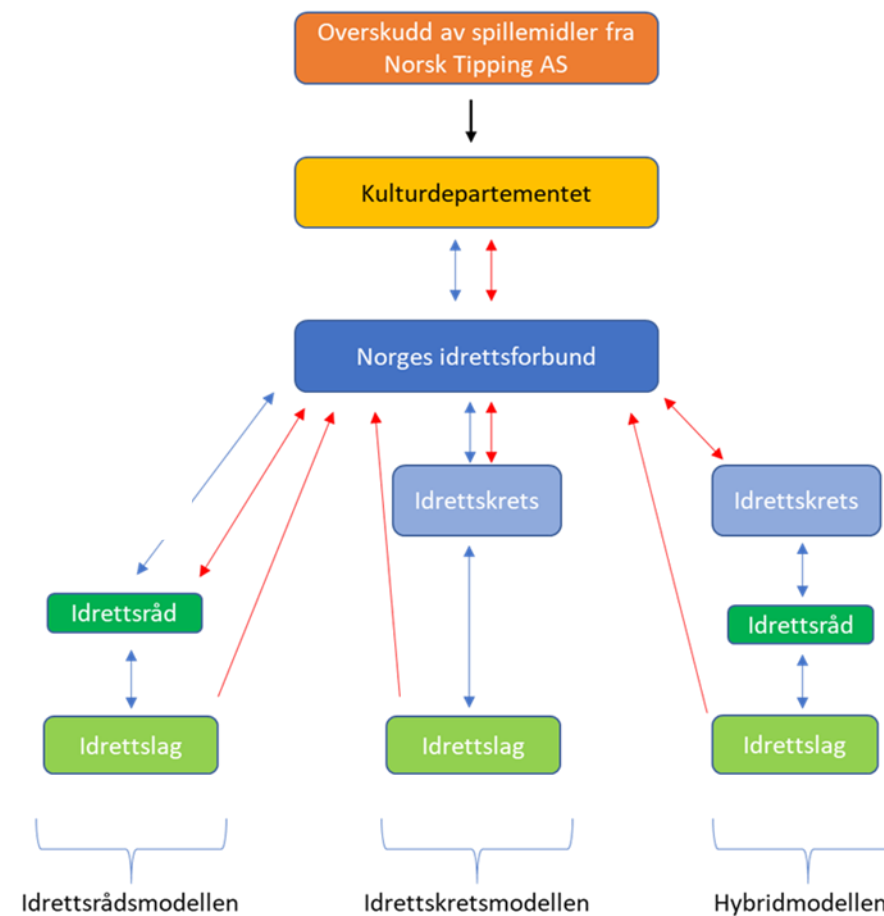 Overskudd av spillemidler fra
Norsk Tipping AS
Kulturdepartementet
Norges idrettsforbund
Idrettskrets
Idrettskrets
Idrettsråd
Idrettsråd
Idrettslag
Idrettslag
Idrettslag
Idrettsrådsmodellen
Idrettskretsmodellen
Hybridmodellen